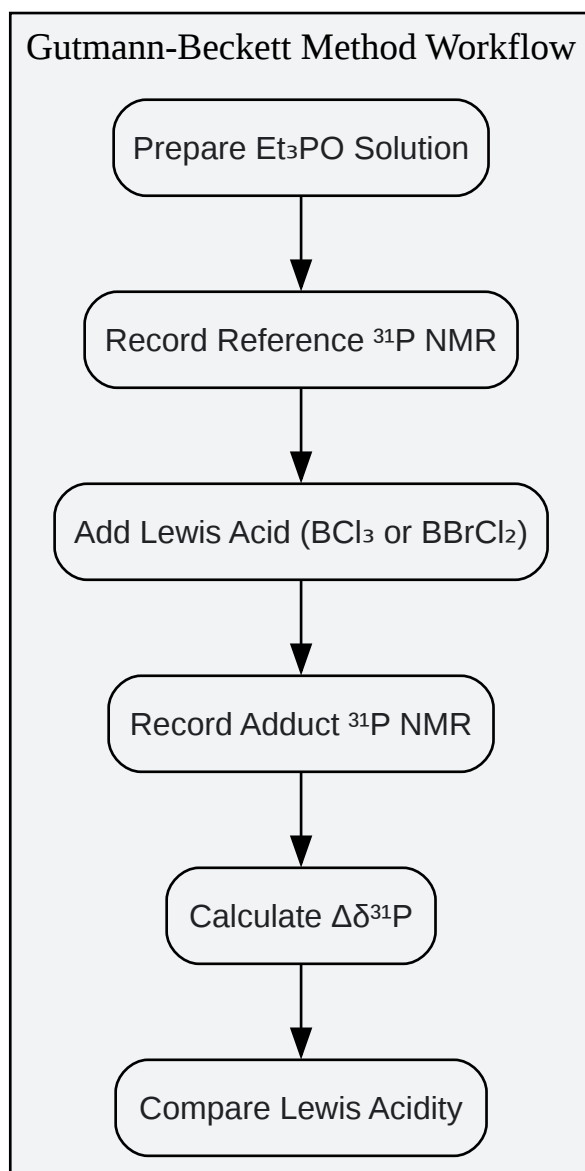 Gutmann-Beckett Method Workflow
Prepare Et₃PO Solution
Record Reference ³¹P NMR
Add Lewis Acid (BCl₃ or BBrCl₂)
Record Adduct ³¹P NMR
Calculate Δδ³¹P
Compare Lewis Acidity